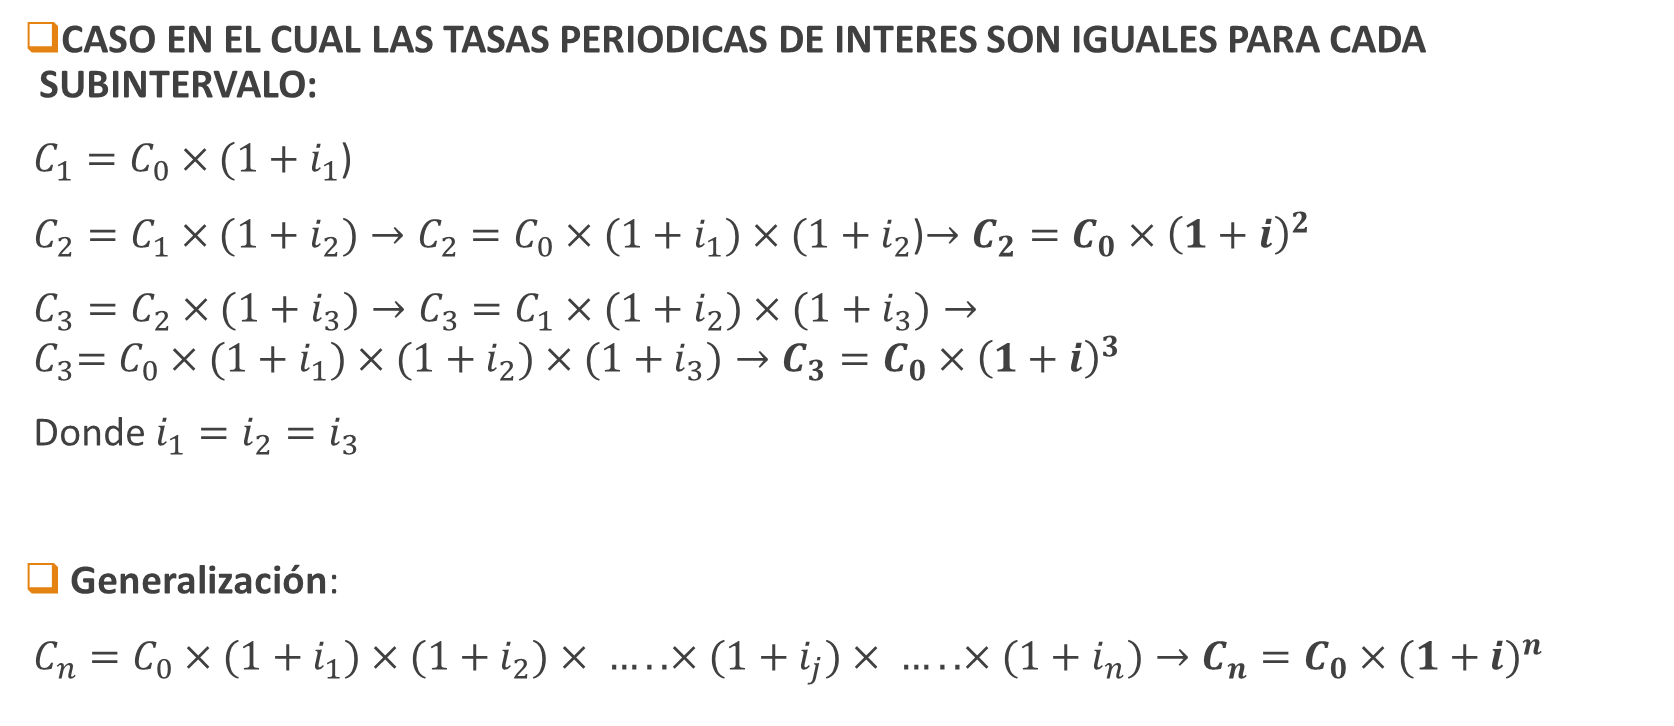 ❑CASO EN EL CUAL LAS TASAS PERIODICAS DE INTERES SON IGUALES PARA CADA
SUBINTERVALO:
C₁ = C₀ × (1 + i₁)
C₂ = C₁ × (1 + i₂) → C₂ = C₀ × (1 + i₁) × (1 + i₂)→ C₂ = C₀ × (1 + i)²
C₃ = C₂ × (1 + i₃) → C₃ = C₁ × (1 + i₂) × (1 + i₃) →
C₃= C₀ × (1 + i₁) × (1 + i₂) × (1 + i₃) → C₃ = C₀ × (1 + i)³
Donde i₁ = i₂ = i₃
❑ Generalización:
Cₙ = C₀ × (1 + i₁) × (1 + i₂) × …..× (1 + iⱼ) × …..× (1 + iₙ) → Cₙ = C₀ × (1 + i)ⁿ